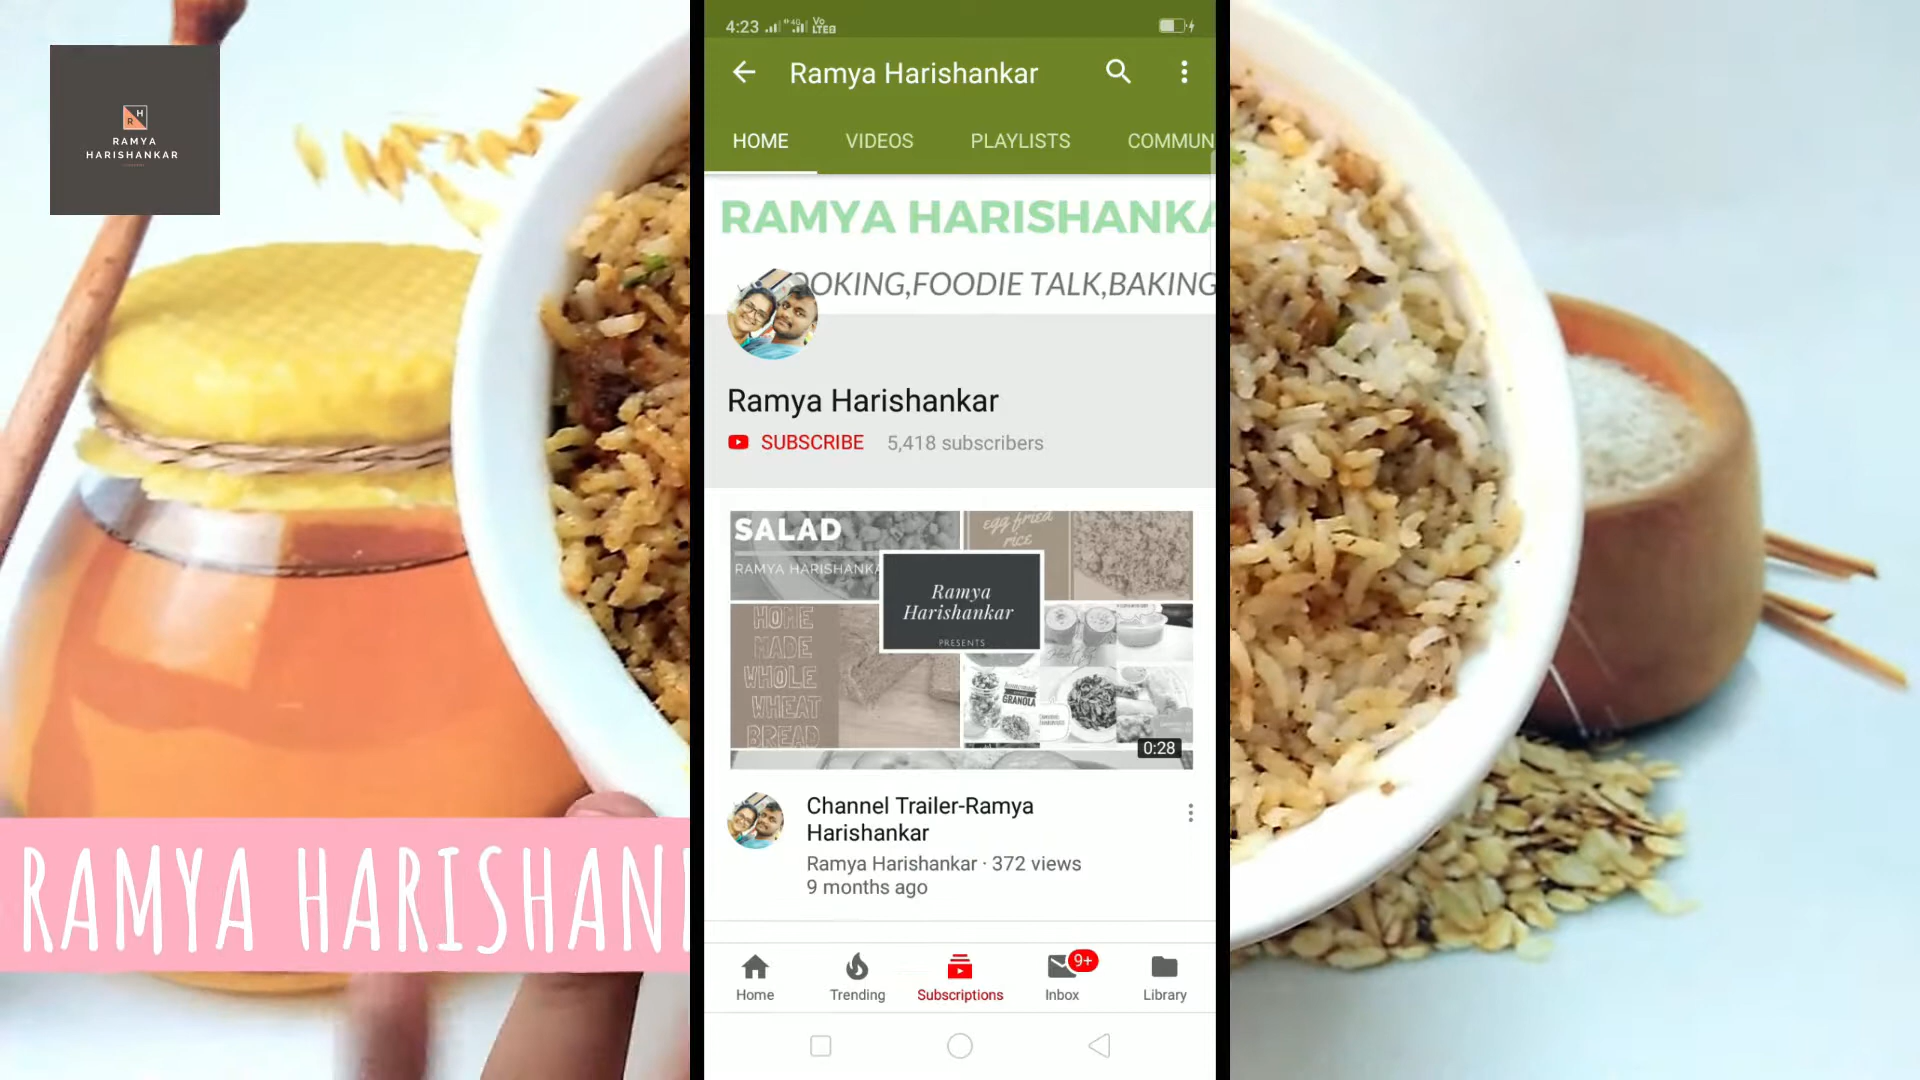 RAMYA
HARISHANKAR
RAMYA HARISHAN
4:23
Ramya Harishankar
HOME VIDEOS PLAYLISTS COMMUN
RAMYA HARISHANKA
OOKING,FOODIE TALK,BAKING
Ramya Harishankar
SUBSCRIBE 5,418 subscribers
SALAD
RAMYA HARISHANKA
egg fried
rice
Ramya
Harishankar
PRESENTS
HOME
MADE
WHOLE
WHEAT
BREAD
GRANOLA
0:28
Channel Trailer-Ramya
Harishankar
Ramya Harishankar · 372 views
9 months ago
9+
Home Trending Subscriptions Inbox Library